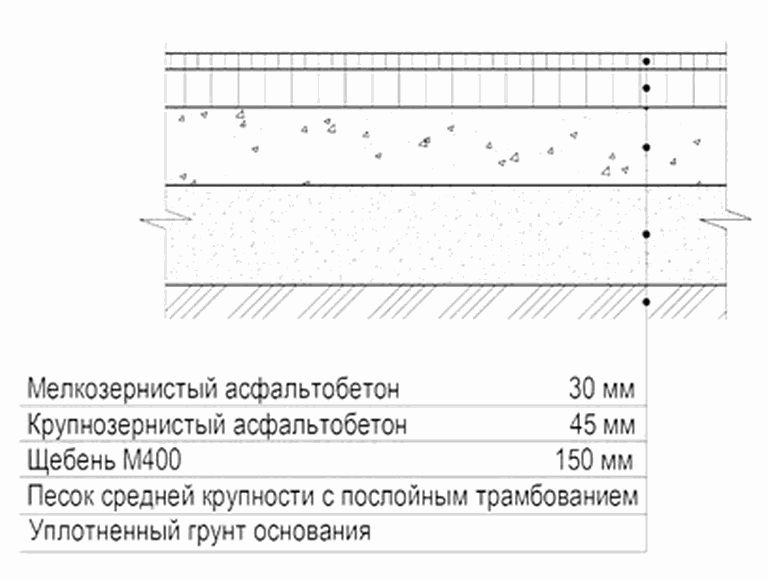 Мелкозернистый асфальтобетон 30 мм
Крупнозернистый асфальтобетон 45 мм
Щебень М400 150 мм
Песок средней крупности с послойным трамбованием
Уплотненный грунт основания